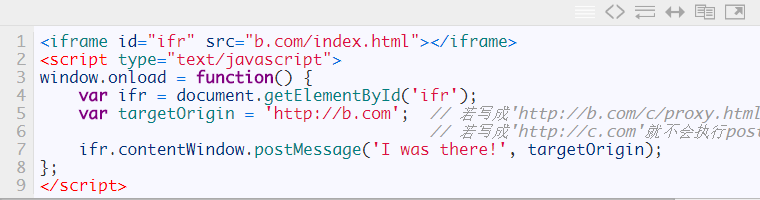 1 <iframe id="ifr" src="b.com/index.html"></iframe>
2 <script type="text/javascript">
3 window.onload = function() {
4     var ifr = document.getElementById('ifr');
5     var targetOrigin = 'http://b.com';  // 若写成'http://b.com/c/proxy.html
6                                         // 若写成'http://c.com'就不会执行post
7     ifr.contentWindow.postMessage('I was there!', targetOrigin);
8 };
9 </script>